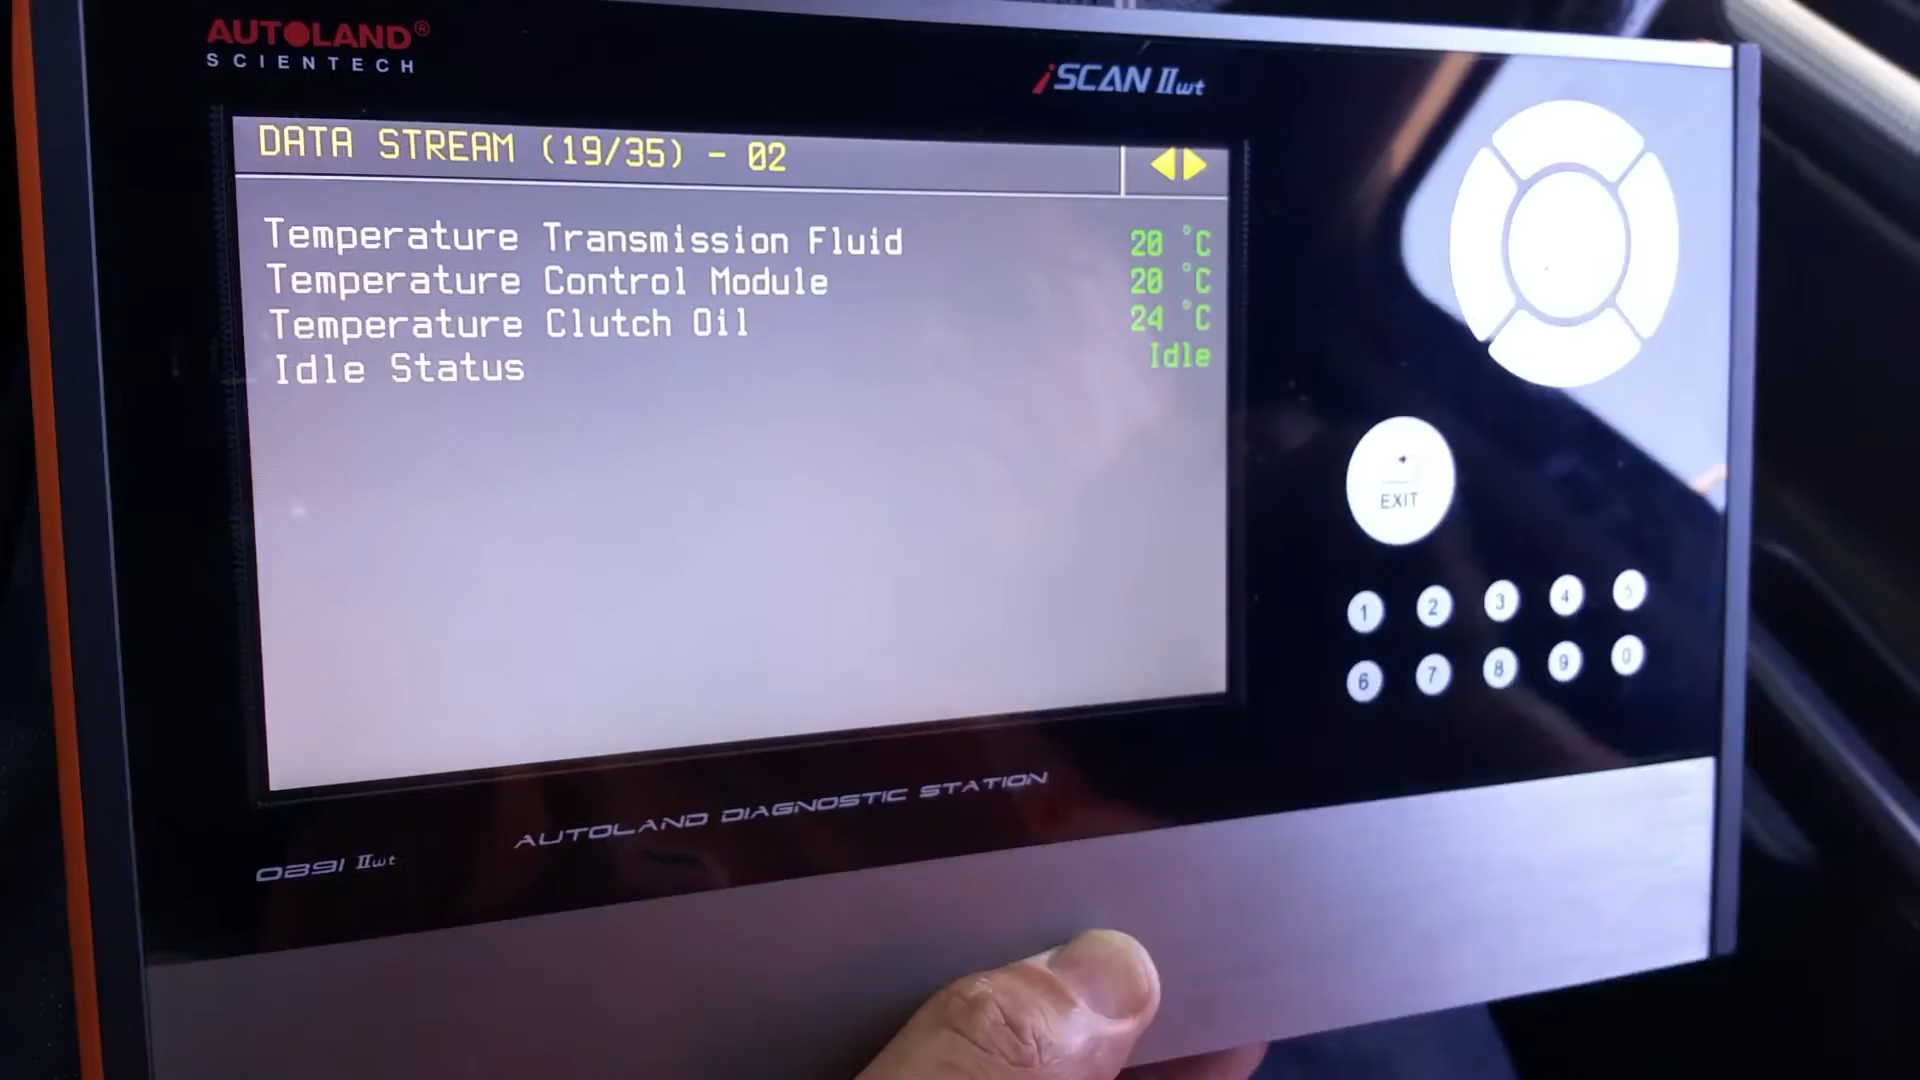 AUTOLAND®
SCIENTECH
iSCAN IIwt
DATA STREAM (19/35) - 02
Temperature Transmission Fluid 20 °C
Temperature Control Module 20 °C
Temperature Clutch Oil 24 °C
Idle Status Idle
EXIT
1 2 3 4 5
6 7 8 9 0
AUTOLAND DIAGNOSTIC STATION
OB91 IIwt